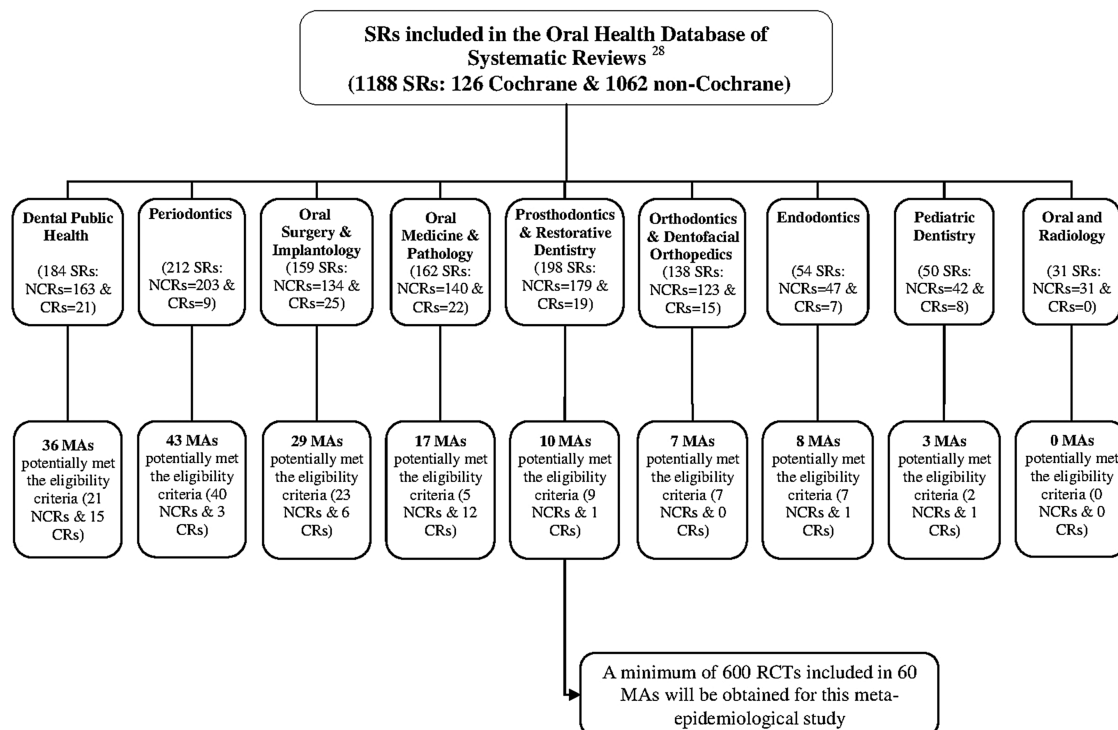 SRs included in the Oral Health Database of
Systematic Reviews 28
(1188 SRs: 126 Cochrane & 1062 non-Cochrane)
Dental Public
Health
(184 SRs:
NCRs=163 &
CRs=21)
Periodontics
(212 SRs:
NCRs=203 &
CRs=9)
Oral
Surgery &
Implantology
(159 SRs:
NCRs=134 &
CRs=25)
Oral
Medicine &
Pathology
(162 SRs:
NCRs=140 &
CRs=22)
Prosthodontics
& Restorative
Dentistry
(198 SRs:
NCRs=179 &
CRs=19)
Orthodontics
& Dentofacial
Orthopedics
(138 SRs:
NCRs=123 &
CRs=15)
Endodontics
(54 SRs:
NCRs=47 &
CRs=7)
Pediatric
Dentistry
(50 SRs:
NCRs=42 &
CRs=8)
Oral and
Radiology
(31 SRs:
NCRs=31 &
CRs=0)
36 MAs
potentially met
the eligibility
criteria (21
NCRs & 15
CRs)
43 MAs
potentially met
the eligibility
criteria (40
NCRs & 3
CRs)
29 MAs
potentially met
the eligibility
criteria (23
NCRs & 6
CRs)
17 MAs
potentially met
the eligibility
criteria (5
NCRs & 12
CRs)
10 MAs
potentially met
the eligibility
criteria (9
NCRs & 1
CRs)
7 MAs
potentially met
the eligibility
criteria (7
NCRs & 0
CRs)
8 MAs
potentially met
the eligibility
criteria (7
NCRs & 1
CRs)
3 MAs
potentially met
the eligibility
criteria (2
NCRs & 1
CRs)
0 MAs
potentially met
the eligibility
criteria (0
NCRs & 0
CRs)
A minimum of 600 RCTs included in 60
MAs will be obtained for this meta-
epidemiological study